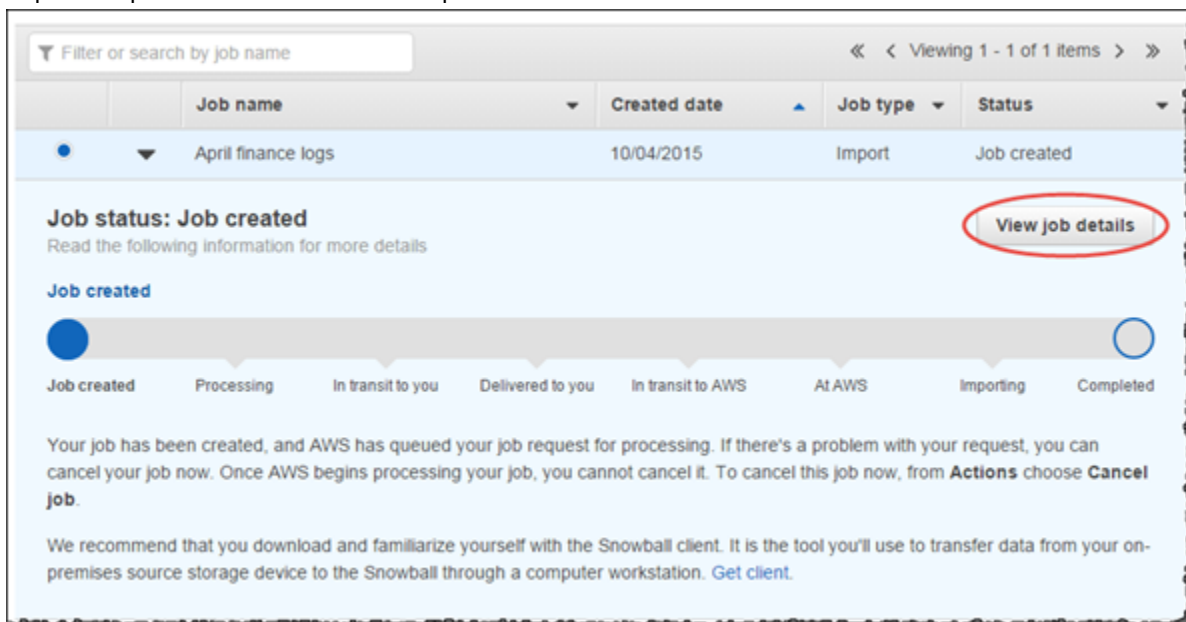 Filter or search by job name
« < Viewing 1 - 1 of 1 items > »
Job name Created date Job type Status
April finance logs 10/04/2015 Import Job created
Job status: Job created
View job details
Read the following information for more details
Job created
Job created Processing In transit to you Delivered to you In transit to AWS At AWS Importing Completed
Your job has been created, and AWS has queued your job request for processing. If there's a problem with your request, you can
cancel your job now. Once AWS begins processing your job, you cannot cancel it. To cancel this job now, from Actions choose Cancel
job.
We recommend that you download and familiarize yourself with the Snowball client. It is the tool you'll use to transfer data from your on-
premises source storage device to the Snowball through a computer workstation. Get client.